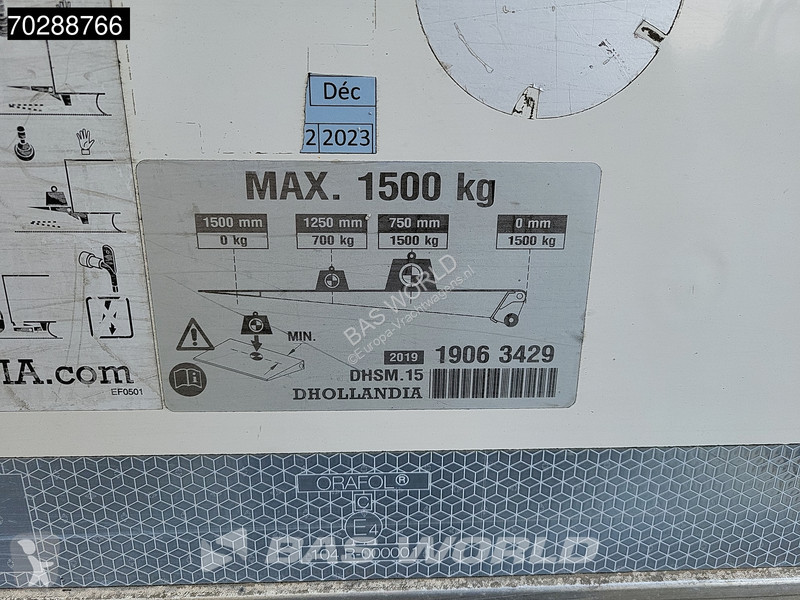 70288766
Déc
2 2023
MAX. 1500 kg
1500 mm 1250 mm 750 mm 0 mm
0 kg 700 kg 1500 kg 1500 kg
MIN.
2019 1906 3429
DHSM.15
DHOLLANDIA
IA.com
EF0501
BAS WORLD
©Europa-Vrachtwagens.nl
ORAFOL®
E4
104 R-000001
BAS WORLD